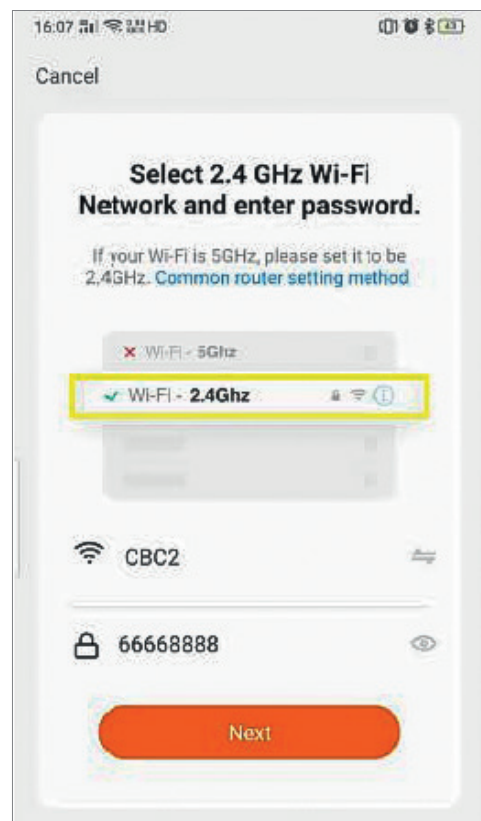 16:07 HD 43
Cancel
Select 2.4 GHz Wi-Fi
Network and enter password.
If your Wi-Fi is 5GHz, please set it to be
2.4GHz. Common router setting method
Wi-Fi - 5Ghz
Wi-Fi - 2.4Ghz
CBC2
66668888
Next